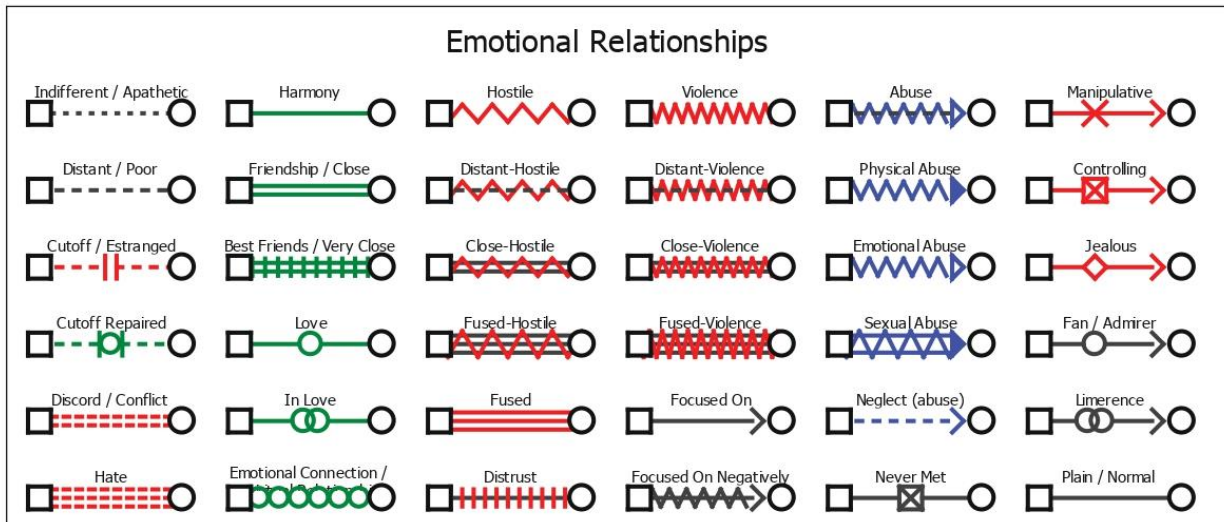 Emotional Relationships
Indifferent / Apathetic
Harmony
Hostile
Violence
Abuse
Manipulative
Distant / Poor
Friendship / Close
Distant-Hostile
Distant-Violence
Physical Abuse
Controlling
Cutoff / Estranged
Best Friends / Very Close
Close-Hostile
Close-Violence
Emotional Abuse
Jealous
Cutoff Repaired
Love
Fused-Hostile
Fused-Violence
Sexual Abuse
Fan / Admirer
Discord / Conflict
In Love
Fused
Focused On
Neglect (abuse)
Limerence
Hate
Emotional Connection /
Distrust
Focused On Negatively
Never Met
Plain / Normal